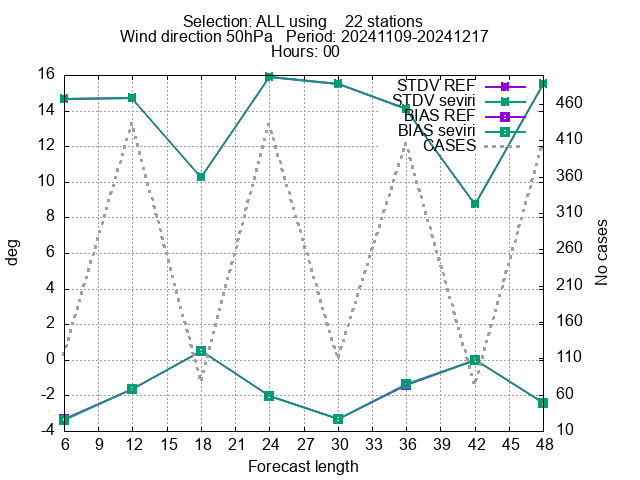 Selection: ALL using    22 stations
Wind direction 50hPa   Period: 20241109-20241217
Hours: 00
STDV REF
STDV seviri
BIAS REF
BIAS seviri
CASES
deg
16
14
12
10
8
6
4
2
0
-2
-4
460
410
360
310
260
210
160
110
60
10
No cases
6 9 12 15 18 21 24 27 30 33 36 39 42 45 48
Forecast length